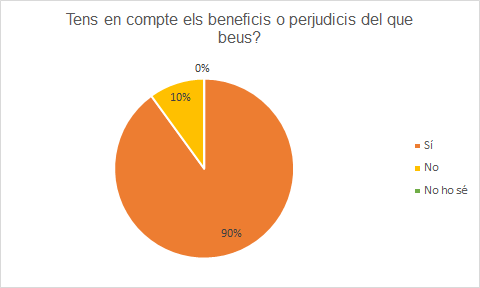 Tens en compte els beneficis o perjudicis del que
beus?
0%
10%
90%
Sí
No
No ho sé